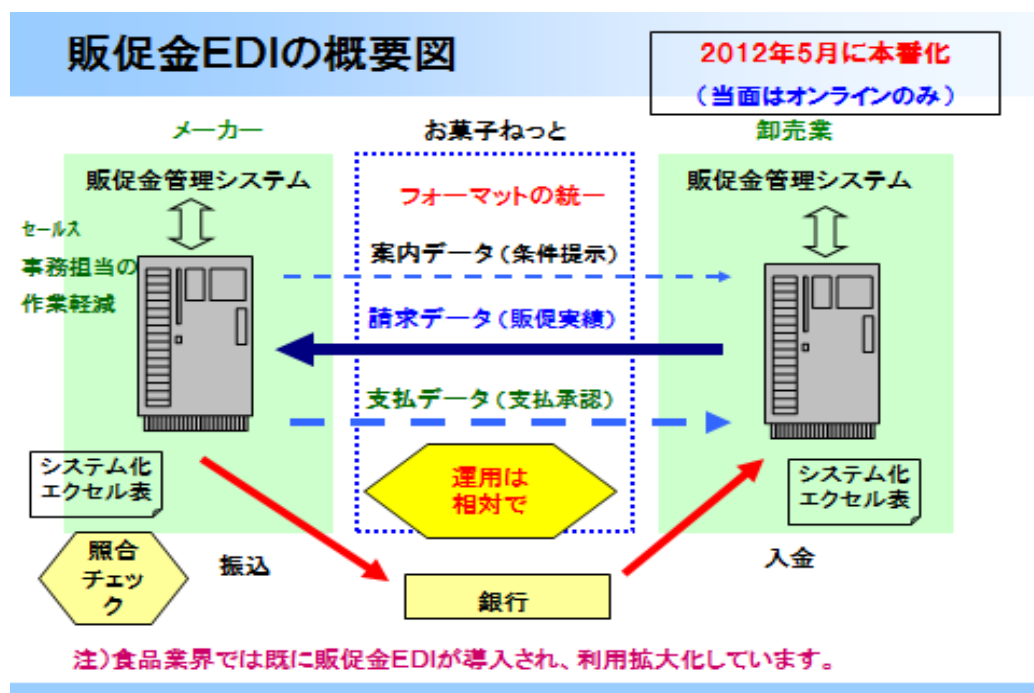 販促金EDIの概要図
2012年5月に本番化
（当面はオンラインのみ）
メーカー
お菓子ねっと
卸売業
販促金管理システム
フォーマットの統一
販促金管理システム
セールス
事務担当の
作業軽減
案内データ（条件提示）
請求データ（販促実績）
支払データ（支払承認）
システム化
エクセル表
運用は
相対で
システム化
エクセル表
照合
チェッ
ク
振込
入金
銀行
注）食品業界では既に販促金EDIが導入され、利用拡大化しています。